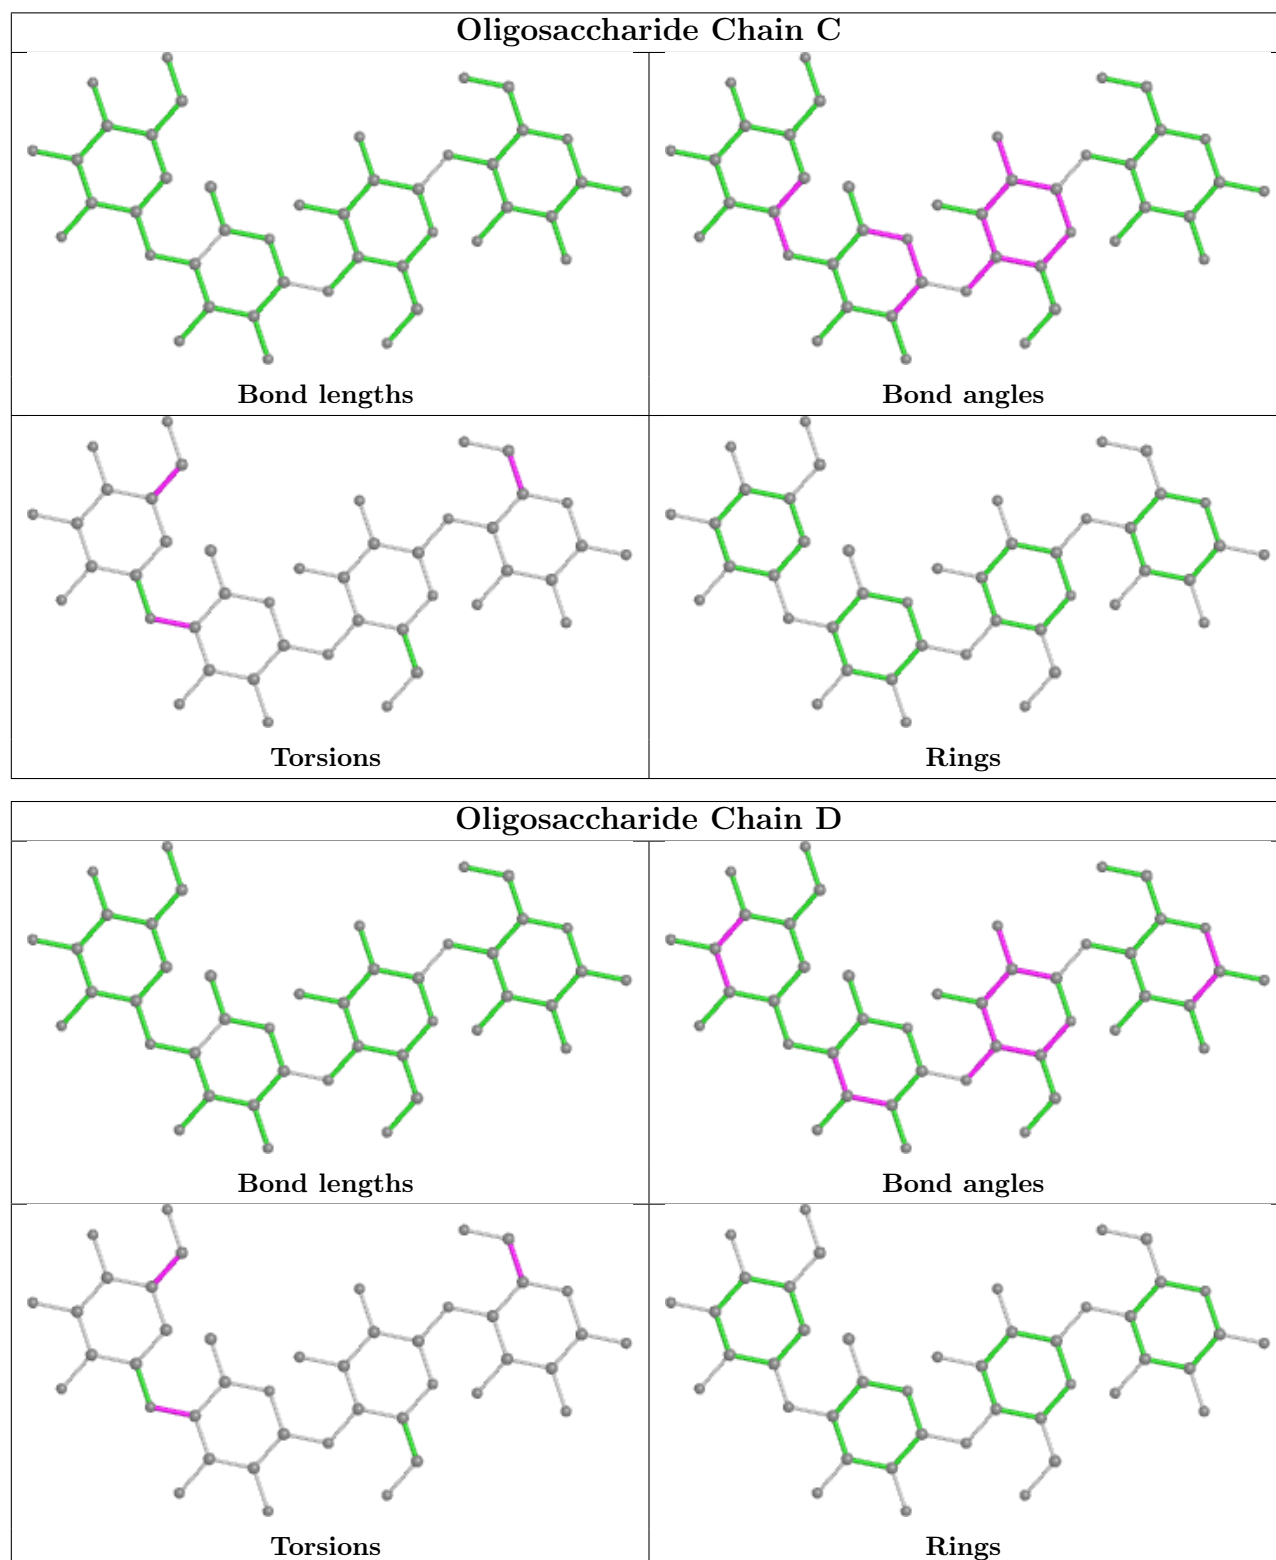 Oligosaccharide Chain C
Bond lengths
Bond angles
Torsions
Rings
Oligosaccharide Chain D
Bond lengths
Bond angles
Torsions
Rings